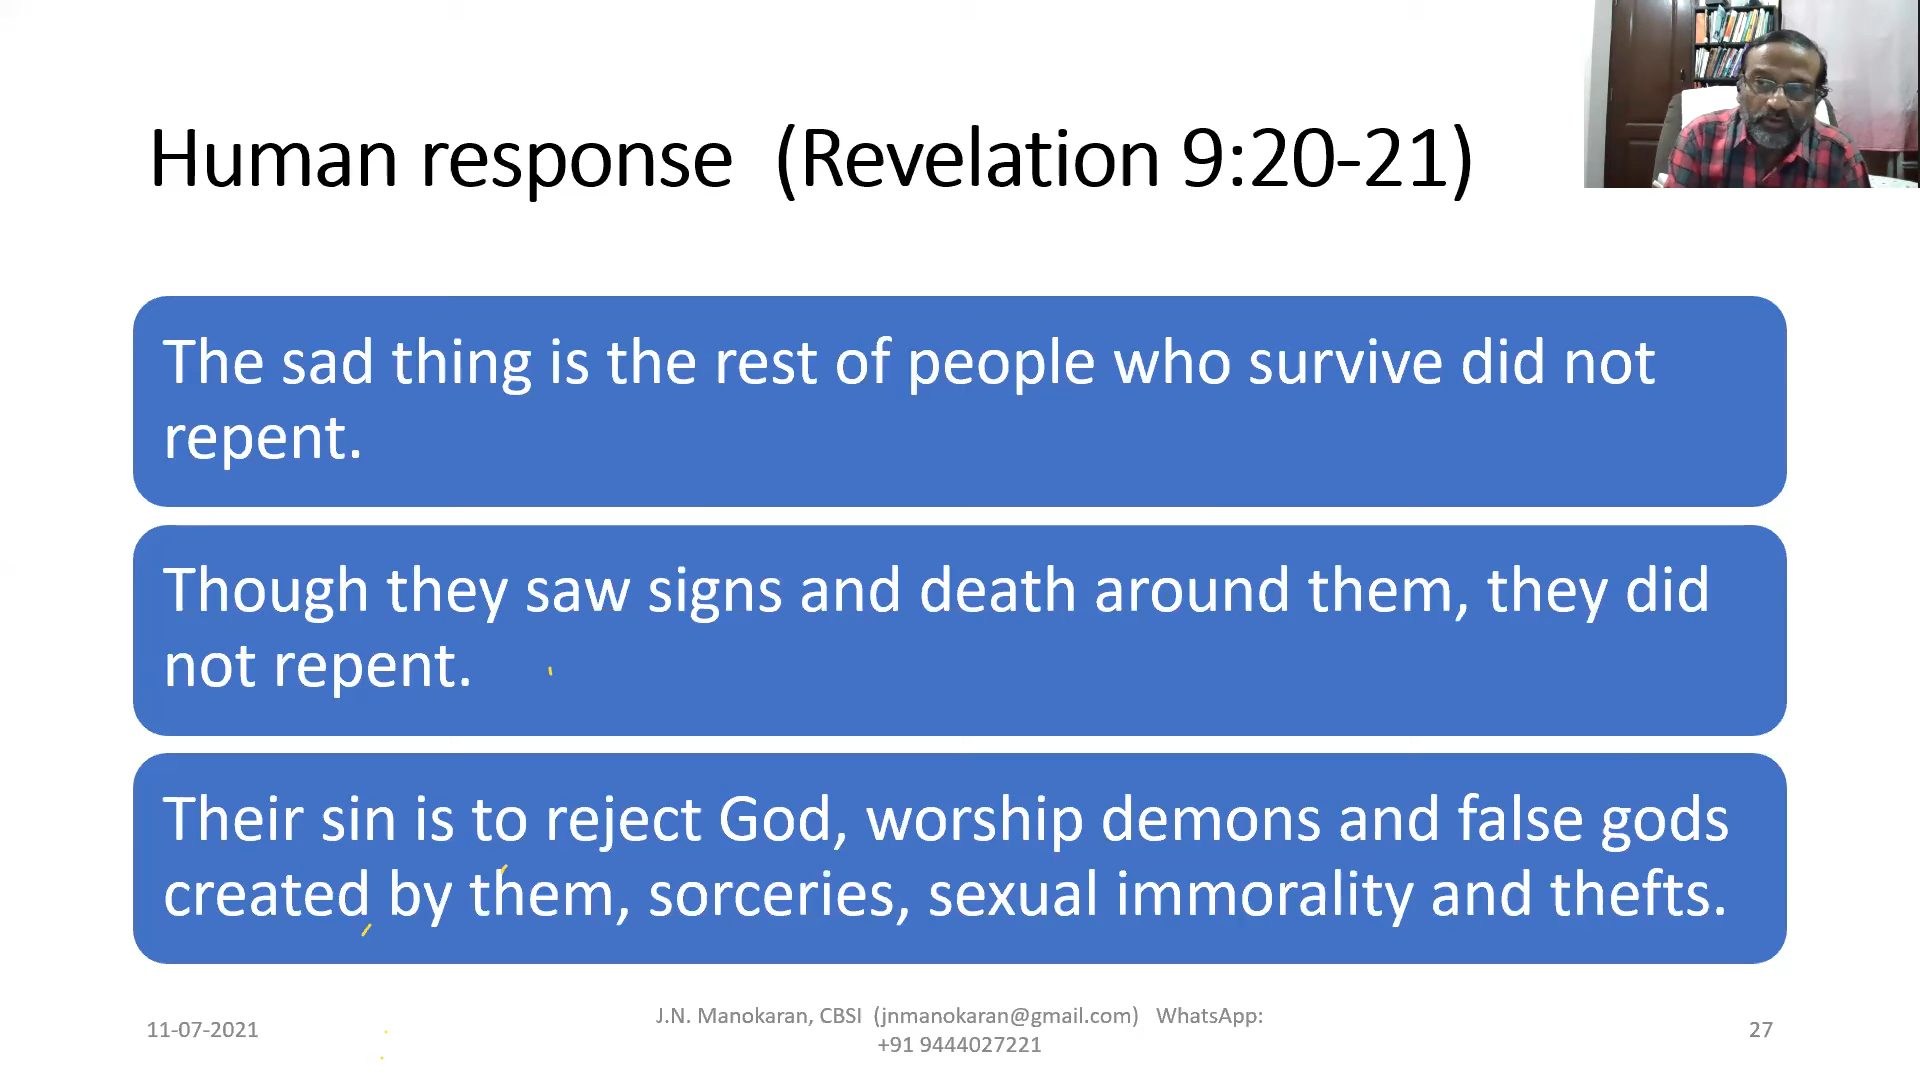 Human response  (Revelation 9:20-21)
The sad thing is the rest of people who survive did not
repent.
Though they saw signs and death around them, they did
not repent.
Their sin is to reject God, worship demons and false gods
created by them, sorceries, sexual immorality and thefts.
11-07-2021
J.N. Manokaran, CBSI  (jnmanokaran@gmail.com)   WhatsApp:
+91 9444027221
27